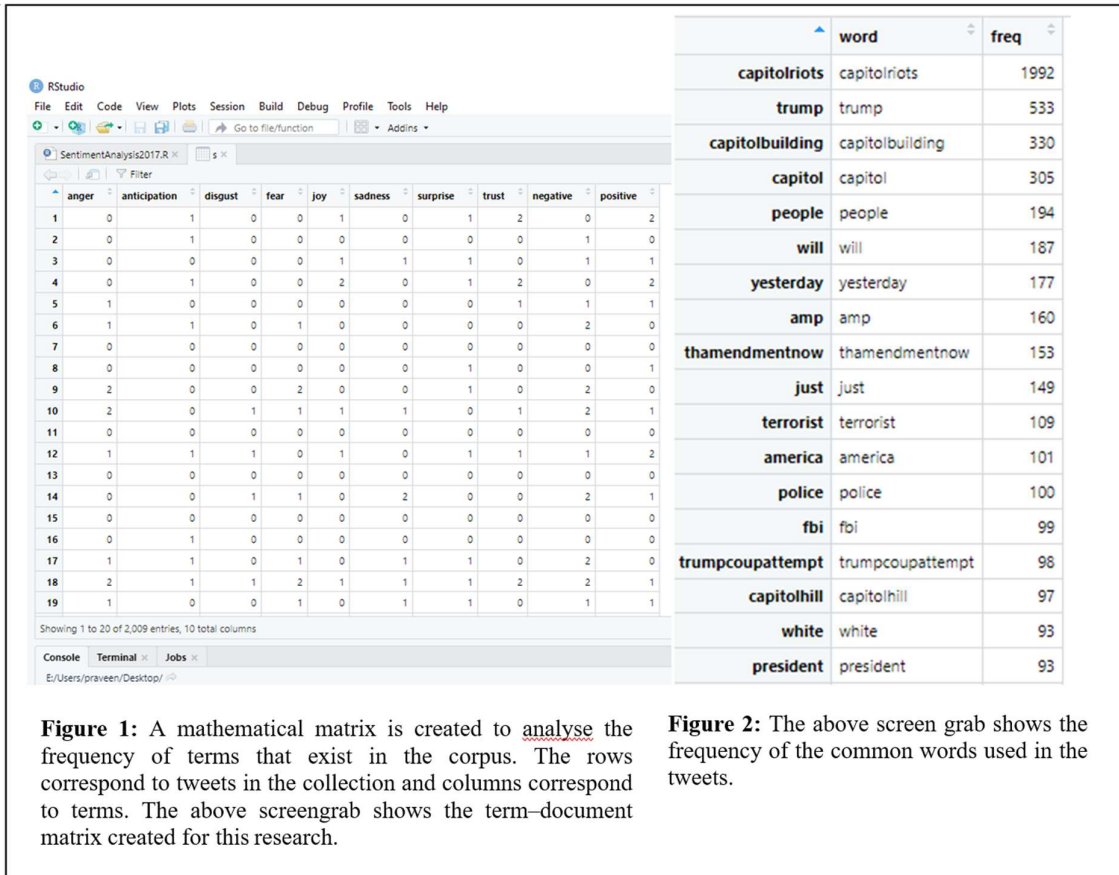 RStudio
File Edit Code View Plots Session Build Debug Profile Tools Help
Go to file/function Addins
SentimentAnalysis2017.R s
Filter
anger anticipation disgust fear joy sadness surprise trust negative positive
1 0 1 0 0 1 0 1 2 0 2
2 0 1 0 0 0 0 0 0 1 0
3 0 0 0 0 1 1 1 0 1 1
4 0 1 0 0 2 0 1 2 0 2
5 1 0 0 0 0 0 0 1 1 1
6 1 1 0 1 0 0 0 0 2 0
7 0 0 0 0 0 0 0 0 0 0
8 0 0 0 0 0 0 1 0 0 1
9 2 0 0 2 0 0 1 0 2 0
10 2 0 1 1 1 1 0 1 2 1
11 0 0 0 0 0 0 0 0 0 0
12 1 1 1 0 1 0 1 1 1 2
13 0 0 0 0 0 0 0 0 0 0
14 0 0 1 1 0 2 0 0 2 1
15 0 0 0 0 0 0 0 0 0 0
16 0 1 0 0 0 0 0 0 0 0
17 1 1 0 1 0 1 1 0 2 0
18 2 1 1 2 1 1 1 2 2 1
19 1 0 0 1 0 1 1 0 1 1
Showing 1 to 20 of 2,009 entries, 10 total columns
Console Terminal Jobs
E:/Users/praveen/Desktop/
word freq
capitolriots capitolriots 1992
trump trump 533
capitolbuilding capitolbuilding 330
capitol capitol 305
people people 194
will will 187
yesterday yesterday 177
amp amp 160
thamendmentnow thamendmentnow 153
just just 149
terrorist terrorist 109
america america 101
police police 100
fbi fbi 99
trumpcoupattempt trumpcoupattempt 98
capitolhill capitolhill 97
white white 93
president president 93
Figure 1: A mathematical matrix is created to analyse the
frequency of terms that exist in the corpus. The rows
correspond to tweets in the collection and columns correspond
to terms. The above screengrab shows the term–document
matrix created for this research.
Figure 2: The above screen grab shows the
frequency of the common words used in the
tweets.